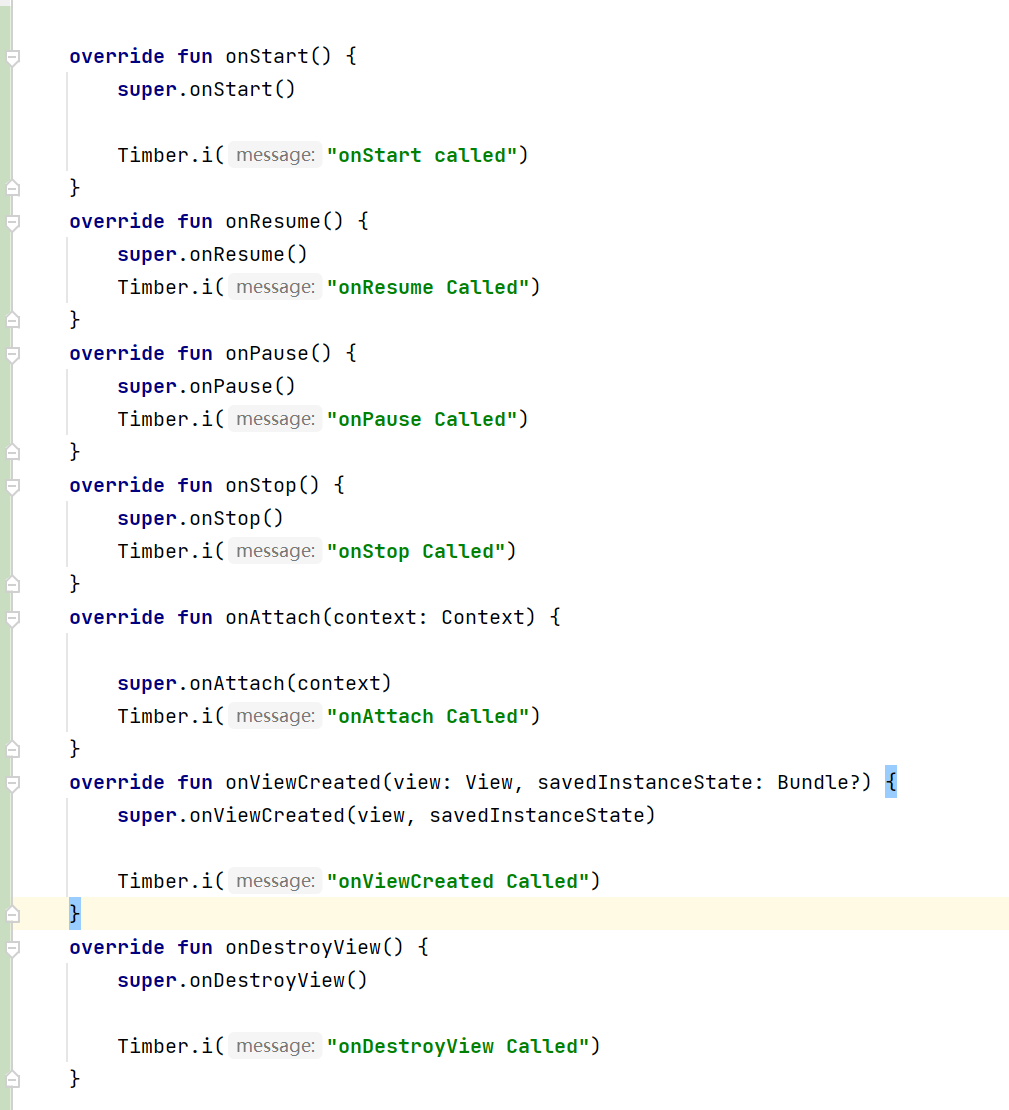 override fun onStart() {
super.onStart()
Timber.i( message: "onStart called")
}
override fun onResume() {
super.onResume()
Timber.i( message: "onResume Called")
}
override fun onPause() {
super.onPause()
Timber.i( message: "onPause Called")
}
override fun onStop() {
super.onStop()
Timber.i( message: "onStop Called")
}
override fun onAttach(context: Context) {
super.onAttach(context)
Timber.i( message: "onAttach Called")
}
override fun onViewCreated(view: View, savedInstanceState: Bundle?) {
super.onViewCreated(view, savedInstanceState)
Timber.i( message: "onViewCreated Called")
}
override fun onDestroyView() {
super.onDestroyView()
Timber.i( message: "onDestroyView Called")
}